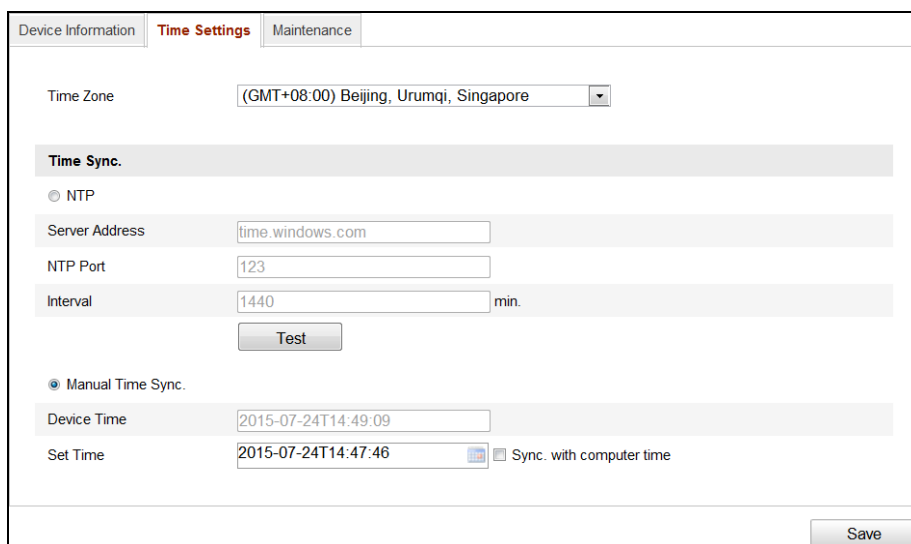 Device Information Time Settings Maintenance
Time Zone (GMT+08:00) Beijing, Urumqi, Singapore
Time Sync.
NTP
Server Address time.windows.com
NTP Port 123
Interval 1440 min.
Test
Manual Time Sync.
Device Time 2015-07-24T14:49:09
Set Time 2015-07-24T14:47:46 Sync. with computer time
Save